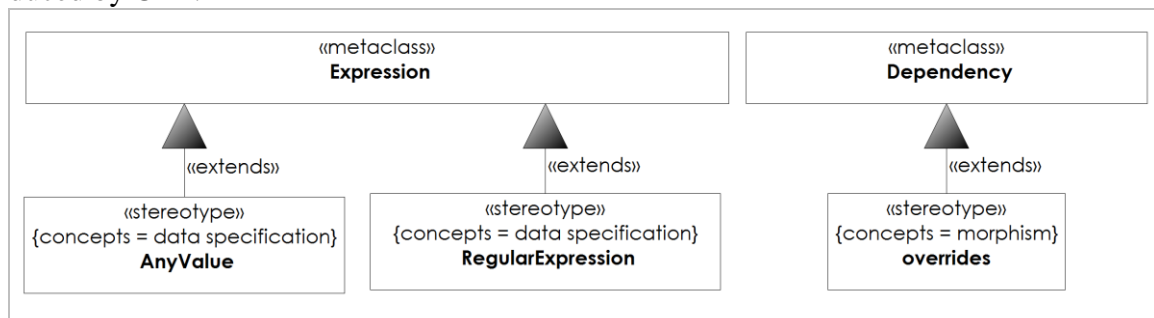 «metaclass»
Expression
«metaclass»
Dependency
«extends»
«extends»
«extends»
«stereotype»
{concepts = data specification}
AnyValue
«stereotype»
{concepts = data specification}
RegularExpression
«stereotype»
{concepts = morphism}
overrides